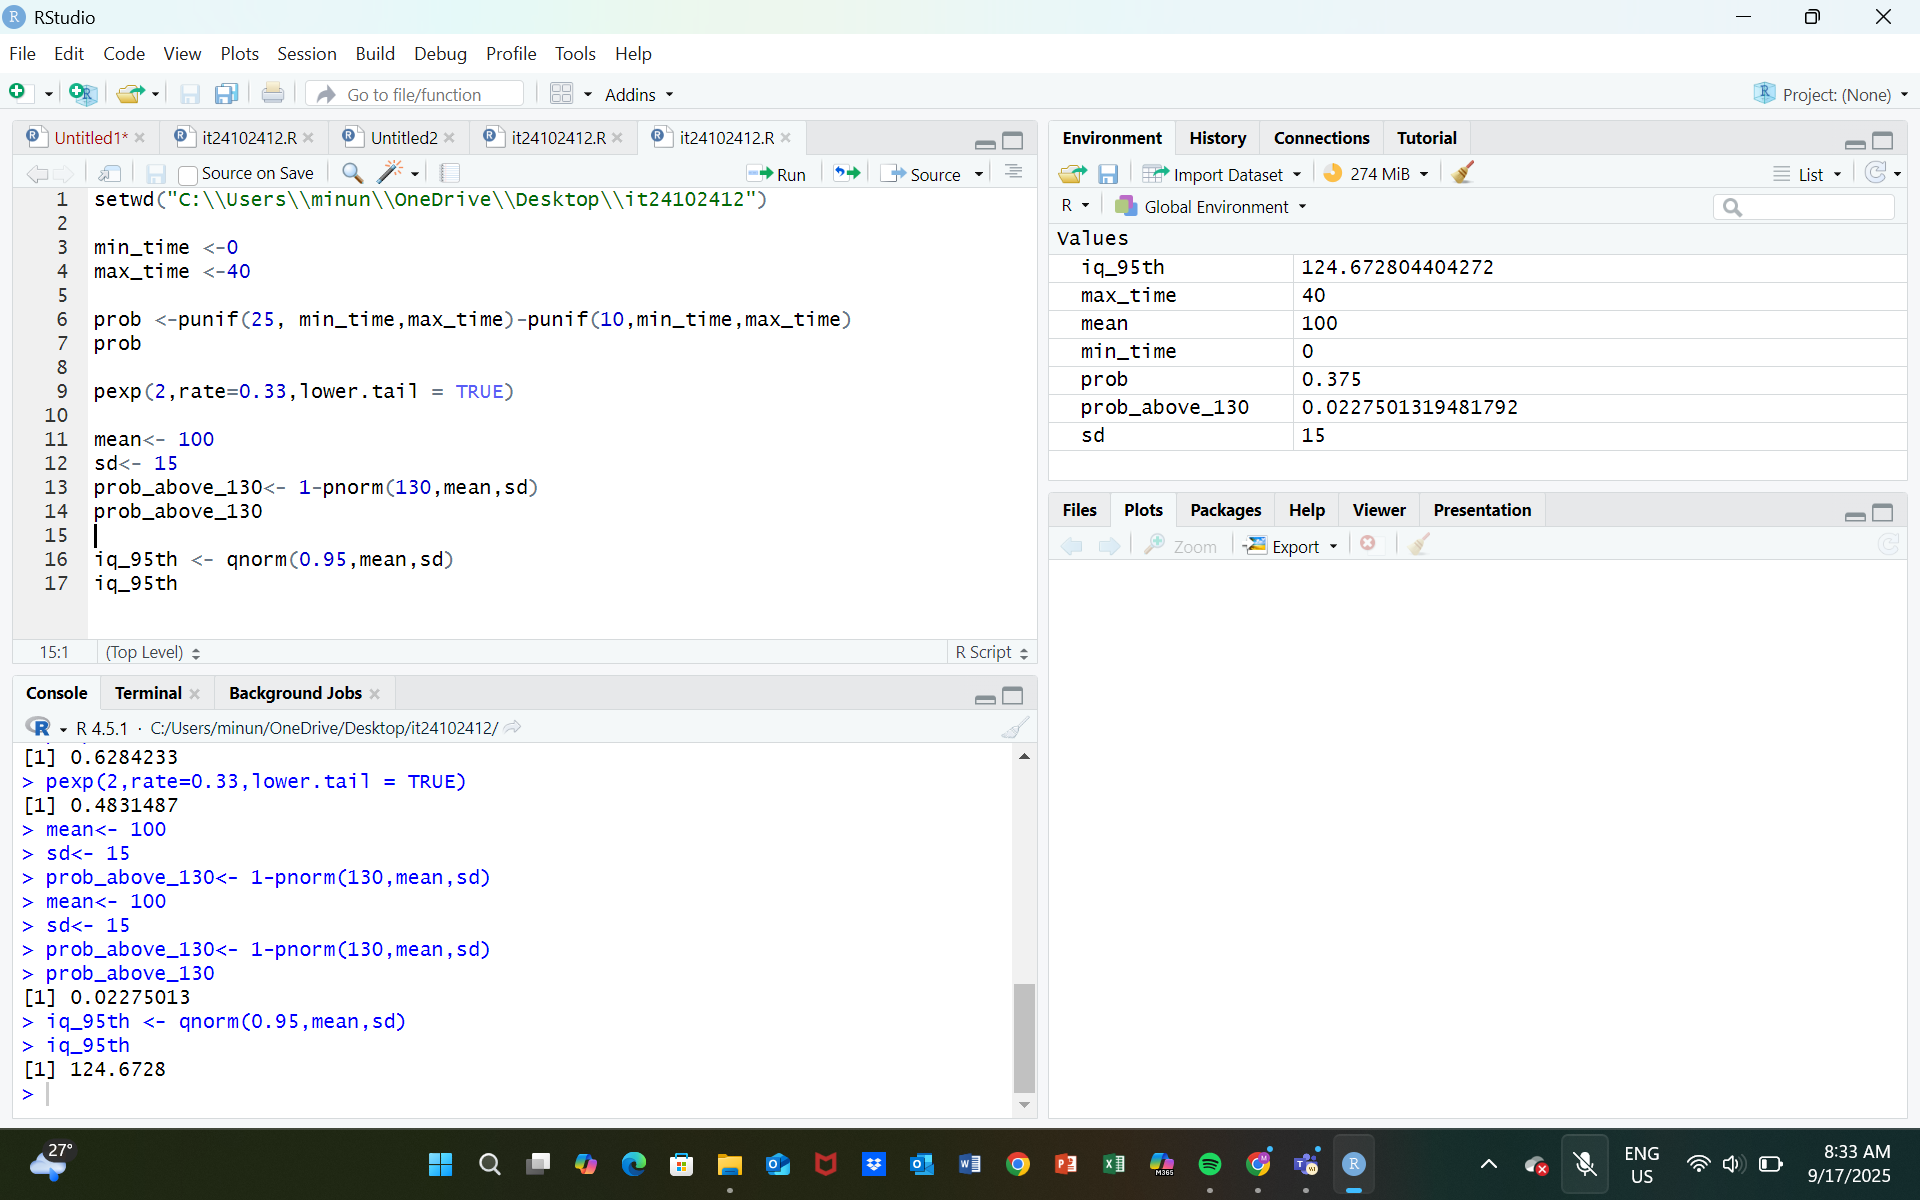 RStudio
File Edit Code View Plots Session Build Debug Profile Tools Help
Go to file/function Addins Project: (None)
Untitled1* it24102412.R Untitled2 it24102412.R it24102412.R
Source on Save Run Source
1 setwd("C:\\Users\\minun\\OneDrive\\Desktop\\it24102412")
2
3 min_time <-0
4 max_time <-40
5
6 prob <-punif(25, min_time,max_time)-punif(10,min_time,max_time)
7 prob
8
9 pexp(2,rate=0.33,lower.tail = TRUE)
10
11 mean<- 100
12 sd<- 15
13 prob_above_130<- 1-pnorm(130,mean,sd)
14 prob_above_130
15
16 iq_95th <- qnorm(0.95,mean,sd)
17 iq_95th
15:1 (Top Level) R Script
Console Terminal Background Jobs
R 4.5.1 · C:/Users/minun/OneDrive/Desktop/it24102412/
[1] 0.6284233
> pexp(2,rate=0.33,lower.tail = TRUE)
[1] 0.4831487
> mean<- 100
> sd<- 15
> prob_above_130<- 1-pnorm(130,mean,sd)
> mean<- 100
> sd<- 15
> prob_above_130<- 1-pnorm(130,mean,sd)
> prob_above_130
[1] 0.02275013
> iq_95th <- qnorm(0.95,mean,sd)
> iq_95th
[1] 124.6728
>
Environment History Connections Tutorial
Import Dataset 274 MiB List
R Global Environment
Values
iq_95th 124.672804404272
max_time 40
mean 100
min_time 0
prob 0.375
prob_above_130 0.0227501319481792
sd 15
Files Plots Packages Help Viewer Presentation
Zoom Export
27°
M365
ENG
US
8:33 AM
9/17/2025